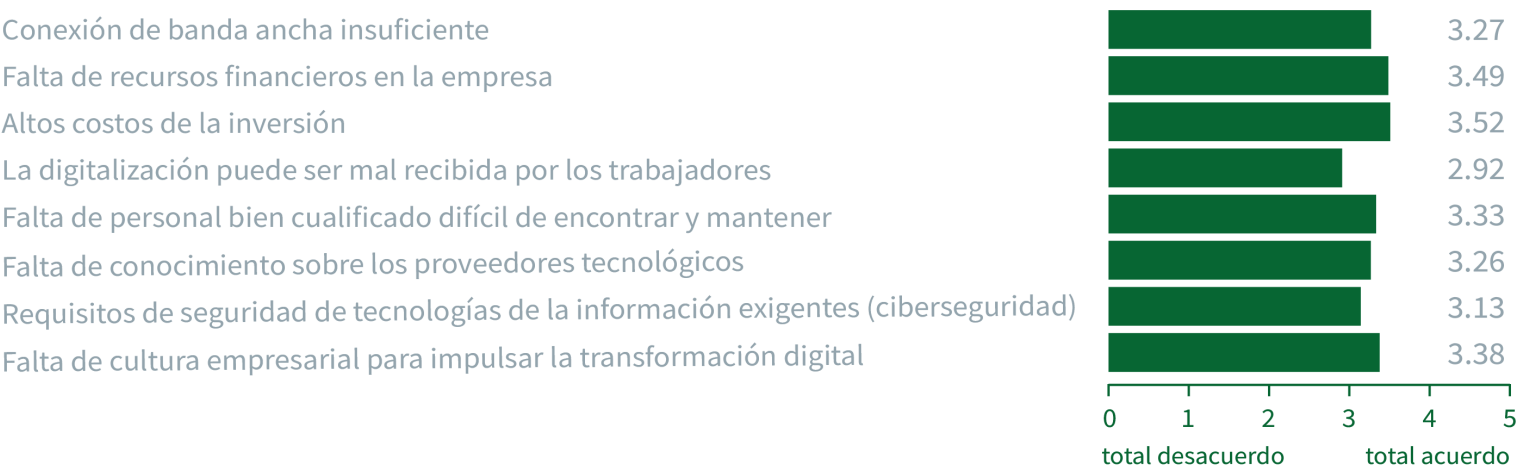 Conexión de banda ancha insuficiente 3.27
Falta de recursos financieros en la empresa 3.49
Altos costos de la inversión 3.52
La digitalización puede ser mal recibida por los trabajadores 2.92
Falta de personal bien cualificado difícil de encontrar y mantener 3.33
Falta de conocimiento sobre los proveedores tecnológicos 3.26
Requisitos de seguridad de tecnologías de la información exigentes (ciberseguridad) 3.13
Falta de cultura empresarial para impulsar la transformación digital 3.38
0 1 2 3 4 5
total desacuerdo total acuerdo